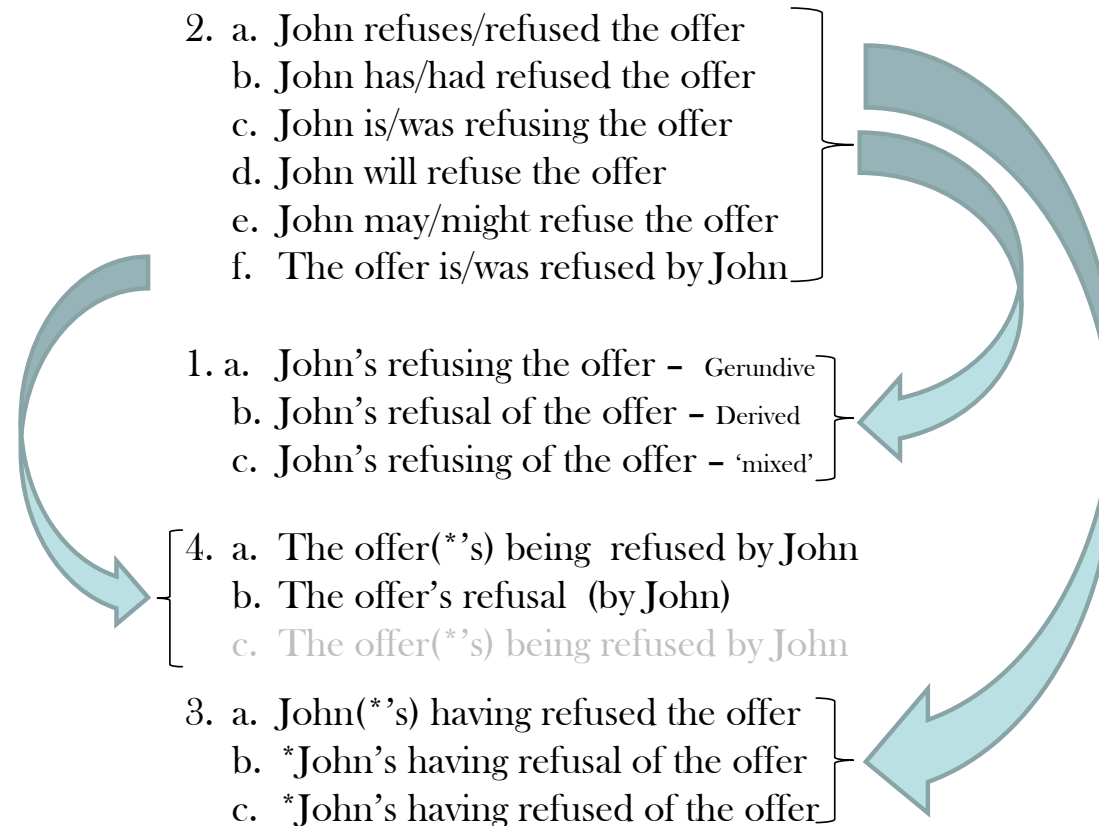 2. a. John refuses/refused the offer
b. John has/had refused the offer
c. John is/was refusing the offer
d. John will refuse the offer
e. John may/might refuse the offer
f. The offer is/was refused by John
1. a. John’s refusing the offer – Gerundive
b. John’s refusal of the offer – Derived
c. John’s refusing of the offer – ‘mixed’
4. a. The offer(*’s) being refused by John
b. The offer’s refusal (by John)
c. The offer(*’s) being refused by John
3. a. John(*’s) having refused the offer
b. *John’s having refusal of the offer
c. *John’s having refused of the offer